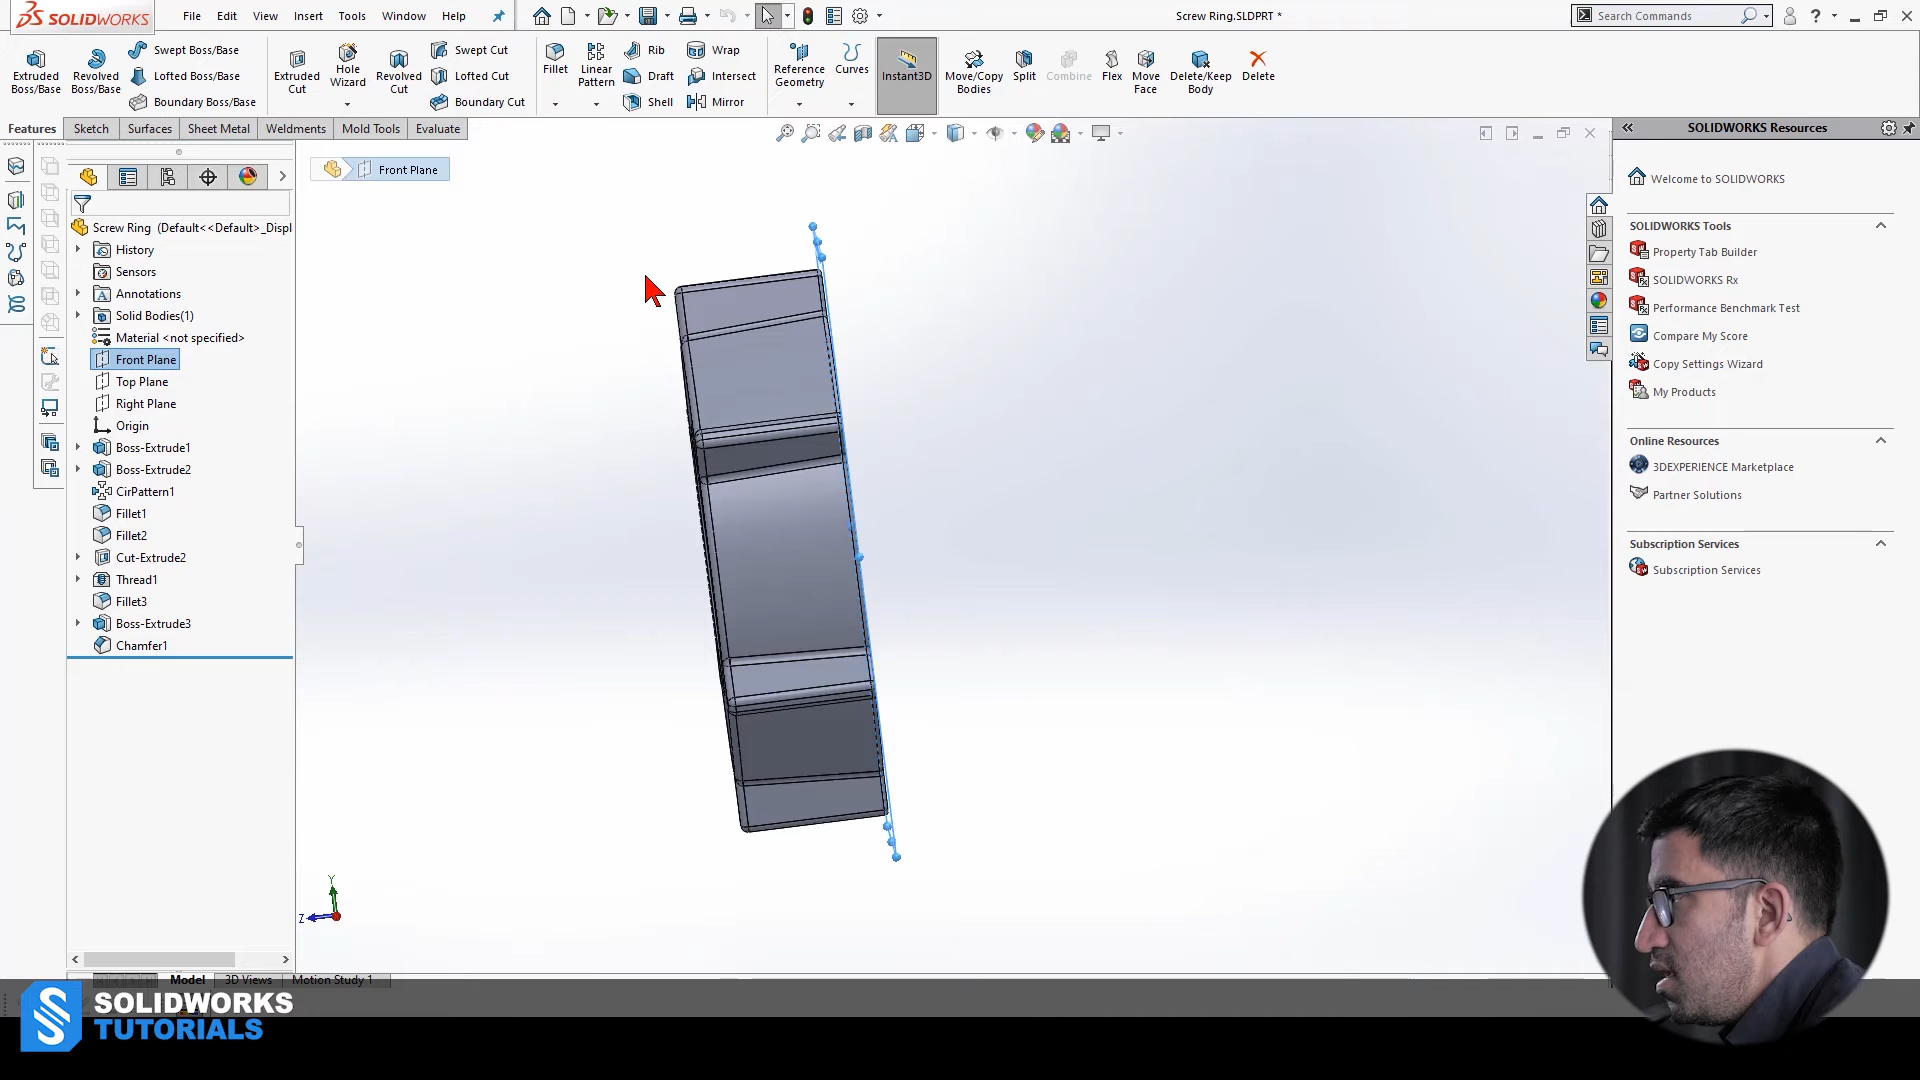 SOLIDWORKS
File Edit View Insert Tools Window Help
Screw Ring.SLDPRT *
Search Commands
Extruded Boss/Base
Revolved Boss/Base
Swept Boss/Base
Lofted Boss/Base
Boundary Boss/Base
Extruded Cut
Hole Wizard
Revolved Cut
Swept Cut
Lofted Cut
Boundary Cut
Fillet
Linear Pattern
Rib
Draft
Shell
Wrap
Intersect
Mirror
Reference Geometry
Curves
Instant3D
Move/Copy Bodies
Split
Combine
Flex
Move Face
Delete/Keep Body
Delete
Features Sketch Surfaces Sheet Metal Weldments Mold Tools Evaluate
Front Plane
Screw Ring (Default<<Default>_Displ
History
Sensors
Annotations
Solid Bodies(1)
Material <not specified>
Front Plane
Top Plane
Right Plane
Origin
Boss-Extrude1
Boss-Extrude2
CirPattern1
Fillet1
Fillet2
Cut-Extrude2
Thread1
Fillet3
Boss-Extrude3
Chamfer1
Y
Z
Model 3D Views Motion Study 1
SOLIDWORKS Resources
Welcome to SOLIDWORKS
SOLIDWORKS Tools
Property Tab Builder
SOLIDWORKS Rx
Performance Benchmark Test
Compare My Score
Copy Settings Wizard
My Products
Online Resources
3DEXPERIENCE Marketplace
Partner Solutions
Subscription Services
Subscription Services
SOLIDWORKS
TUTORIALS